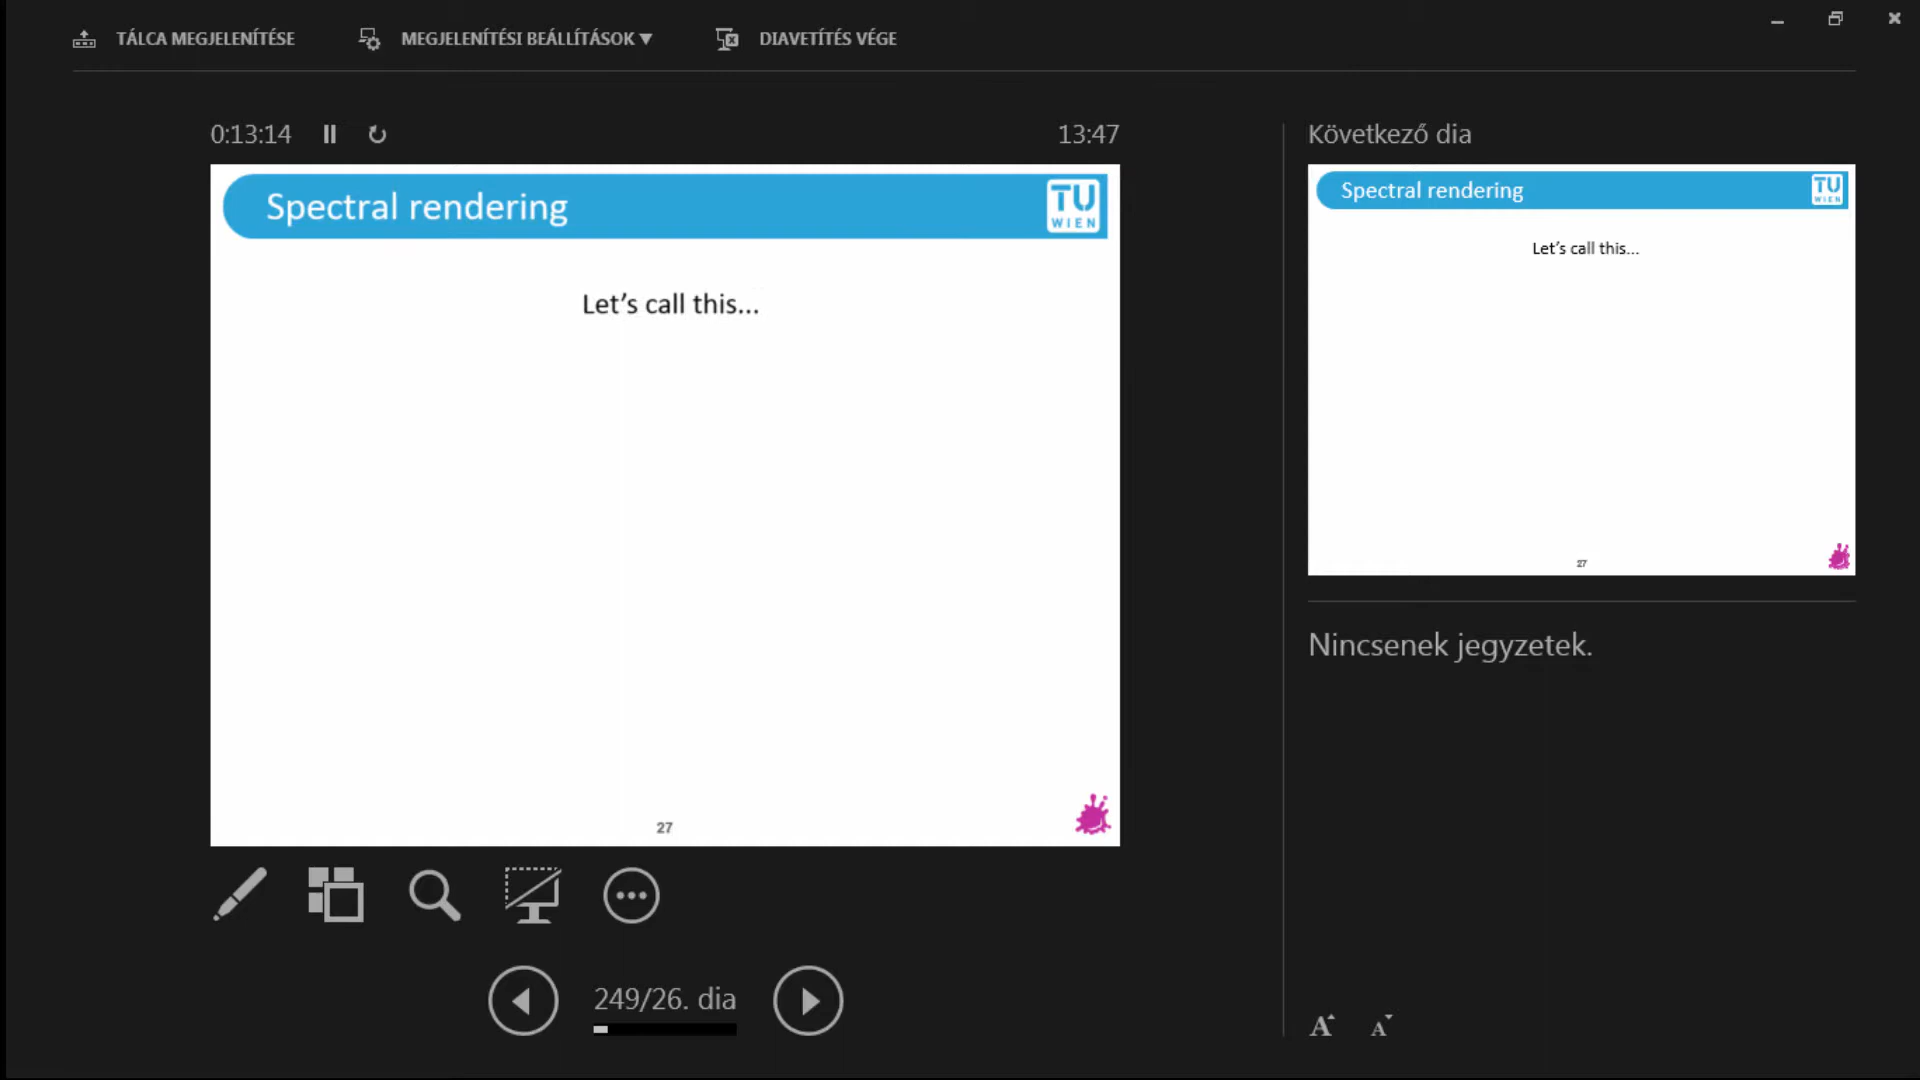 TÁLCA MEGJELENÍTÉSE
MEGJELENÍTÉSI BEÁLLÍTÁSOK
DIAVETÍTÉS VÉGE
0:13:14
13:47
Spectral rendering
TU
WIEN
Let's call this...
27
249/26. dia
Következő dia
Spectral rendering
TU
WIEN
Let's call this...
27
Nincsenek jegyzetek.
A A